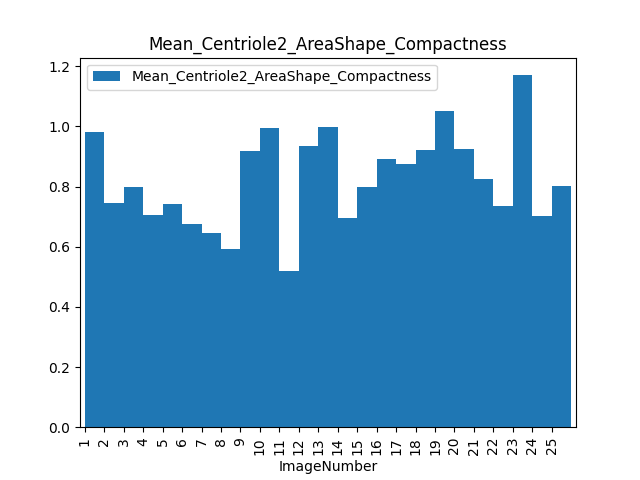 Mean_Centriole2_AreaShape_Compactness
Mean_Centriole2_AreaShape_Compactness
1.2
1.0
0.8
0.6
0.4
0.2
0.0
1 2 3 4 5 6 7 8 9 10 11 12 13 14 15 16 17 18 19 20 21 22 23 24 25
ImageNumber